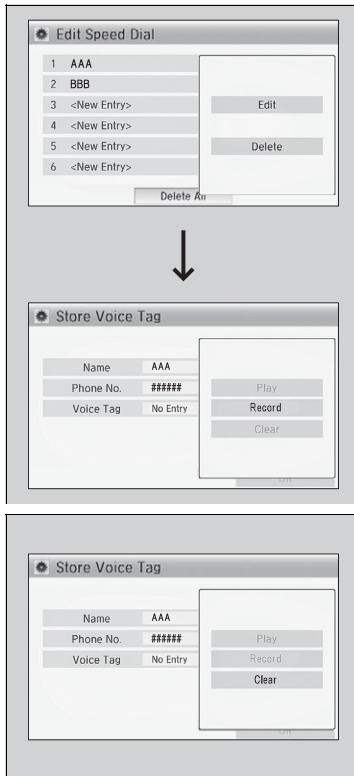 Edit Speed Dial
1 AAA
2 BBB
3 <New Entry>
4 <New Entry>
5 <New Entry>
6 <New Entry>
Edit
Delete
Delete All
Store Voice Tag
Name AAA
Phone No. ######
Voice Tag No Entry
Play
Record
Clear
OK
Store Voice Tag
Name AAA
Phone No. ######
Voice Tag No Entry
Play
Record
Clear
OK